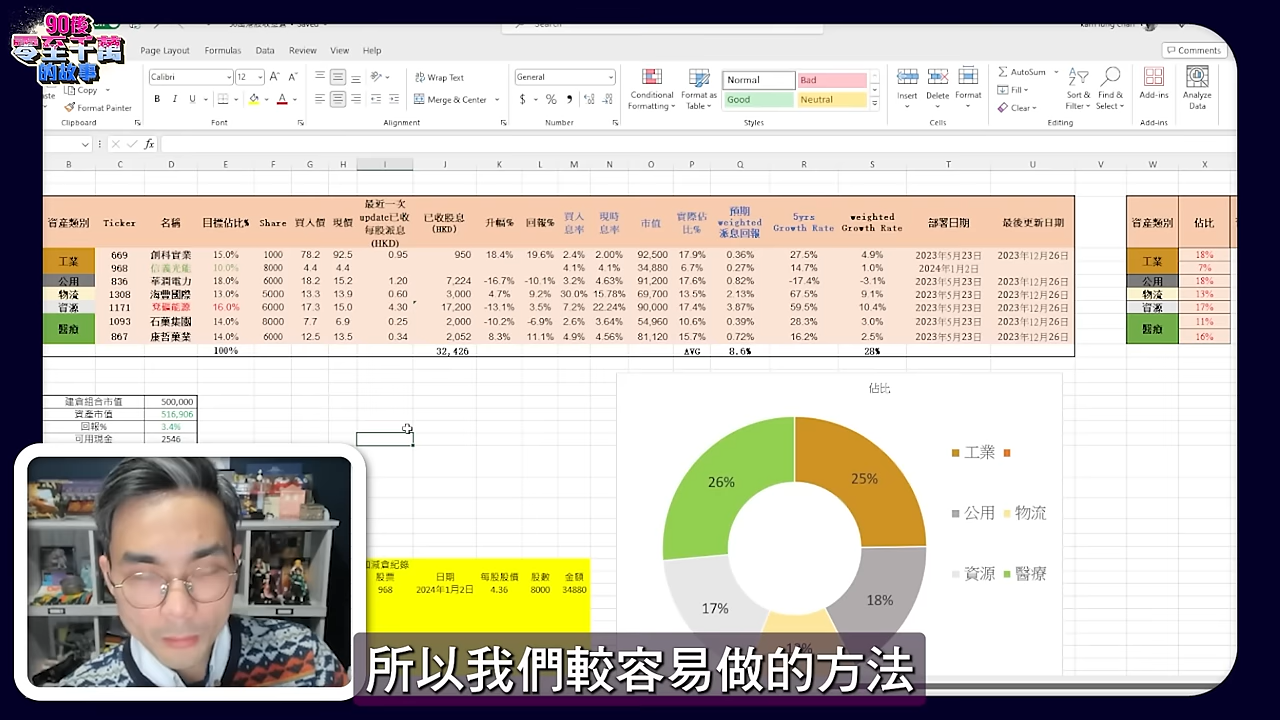 90後
零至千萬
的故事
Page Layout Formulas Data Review View Help
Comments
Copy
Format Painter
Clipboard
Calibri 12
B I U
Font
Wrap Text
Merge & Center
Alignment
General
$ % ,
Number
Conditional Formatting
Format as Table
Normal Bad
Good Neutral
Styles
Insert Delete Format
Cells
AutoSum
Fill
Clear
Sort & Filter
Find & Select
Editing
Add-ins
Add-ins
Analyze Data
fx
B C D E F G H I J K L M N O P Q R S T U V W X
資產類別 Ticker 名稱 目標佔比% Share 買入價 現價 最近一次update已收每股派息(HKD) 已收股息(HKD) 升幅% 回報% 買入息率 現時息率 市值 實際佔比% 預期weighted派息回報 5yrs Growth Rate weighted Growth Rate 部署日期 最後更新日期 資產類別 佔比
工業 669 創科實業 15.0% 1000 78.2 92.5 0.95 950 18.4% 19.6% 2.4% 2.00% 92,500 17.9% 0.36% 27.5% 4.9% 2023年5月23日 2023年12月26日 工業 18%
968 信義光能 10.0% 8000 4.4 4.4 4.1% 4.1% 34,880 6.7% 0.27% 14.7% 1.0% 2024年1月2日 7%
公用 836 華潤電力 18.0% 6000 18.2 15.2 1.20 7,224 -16.7% -10.1% 3.2% 4.63% 91,200 17.6% 0.82% -17.4% -3.1% 2023年5月23日 2023年12月26日 公用 18%
物流 1308 海豐國際 13.0% 5000 13.3 13.9 0.60 3,000 4.7% 9.2% 30.0% 15.78% 69,700 13.5% 2.13% 67.5% 9.1% 2023年5月23日 2023年12月26日 物流 13%
資源 1171 兗礦能源 16.0% 6000 17.3 15.0 4.30 17,200 -13.1% 3.5% 7.2% 22.24% 90,000 17.4% 3.87% 59.5% 10.4% 2023年5月23日 2023年12月26日 資源 17%
醫療 1093 石藥集團 14.0% 8000 7.7 6.9 0.25 2,000 -10.2% -6.9% 2.6% 3.64% 54,960 10.6% 0.39% 28.3% 3.0% 2023年5月23日 2023年12月26日 醫療 11%
867 康哲藥業 14.0% 6000 12.5 13.5 0.34 2,052 8.3% 11.1% 4.9% 4.56% 81,120 15.7% 0.72% 16.2% 2.5% 2023年5月23日 2023年12月26日 16%
100% 32,426 AVG 8.6% 28%
建倉組合市值 500,000
資產市值 516,906
回報% 3.4%
可用現金 2546
佔比
26% 25%
18%
17%
工業
公用 物流
資源 醫療
加減倉紀錄
股票 日期 每股股價 股數 金額
968 2024年1月2日 4.36 8000 34880
所以我們較容易做的方法